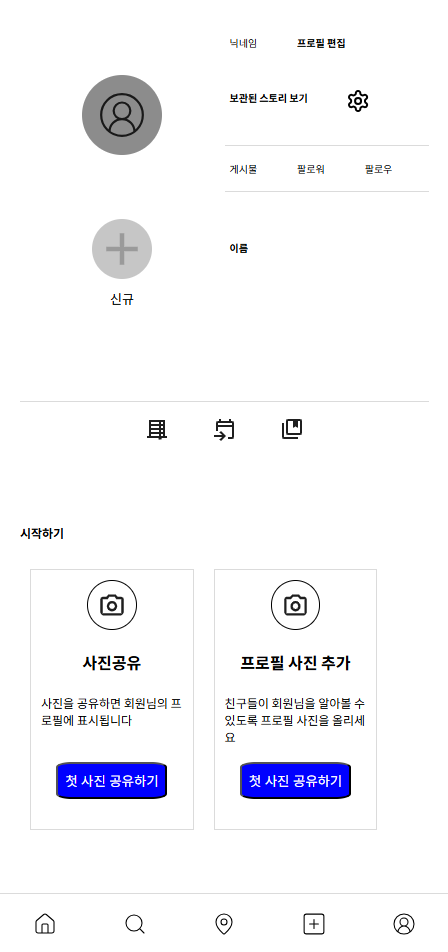 닉네임 프로필 편집
보관된 스토리 보기
게시물 팔로워 팔로우
신규
이름
시작하기
사진공유
사진을 공유하면 회원님의 프
로필에 표시됩니다
첫 사진 공유하기
프로필 사진 추가
친구들이 회원님을 알아볼 수
있도록 프로필 사진을 올리세
요
첫 사진 공유하기